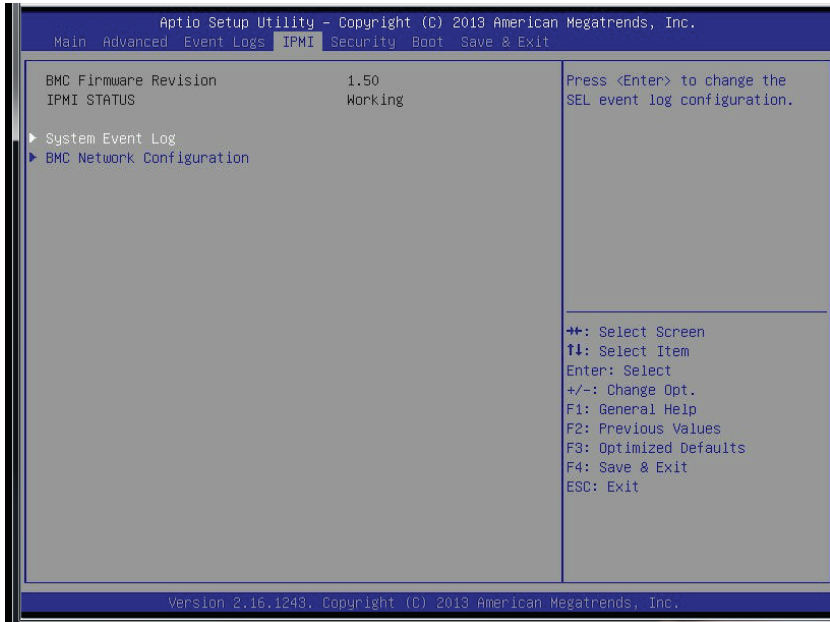 Aptio Setup Utility – Copyright (C) 2013 American Megatrends, Inc.
Main Advanced Event Logs IPMI Security Boot Save & Exit
BMC Firmware Revision 1.50
IPMI STATUS Working
System Event Log
BMC Network Configuration
Press <Enter> to change the
SEL event log configuration.
→←: Select Screen
↑↓: Select Item
Enter: Select
+/-: Change Opt.
F1: General Help
F2: Previous Values
F3: Optimized Defaults
F4: Save & Exit
ESC: Exit
Version 2.16.1243. Copyright (C) 2013 American Megatrends, Inc.